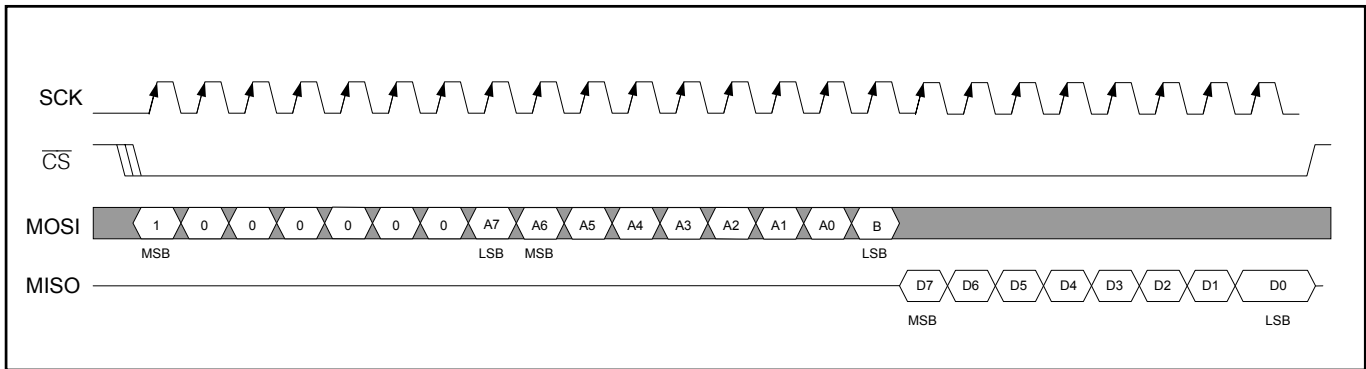 SCK
CS
MOSI 1 0 0 0 0 0 0 A7 A6 A5 A4 A3 A2 A1 A0 B
MSB LSB MSB LSB
MISO D7 D6 D5 D4 D3 D2 D1 D0
MSB LSB